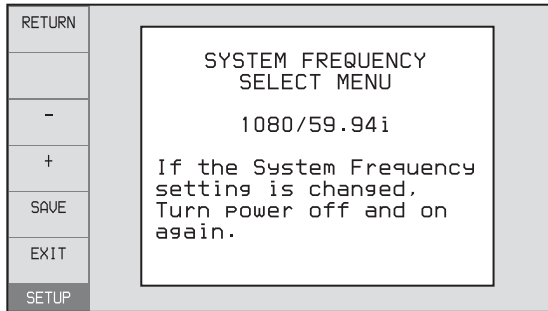 RETURN
-
+
SAVE
EXIT
SETUP
SYSTEM FREQUENCY
SELECT MENU
1080/59.94i
If the System Frequency
setting is changed,
Turn power off and on
again.